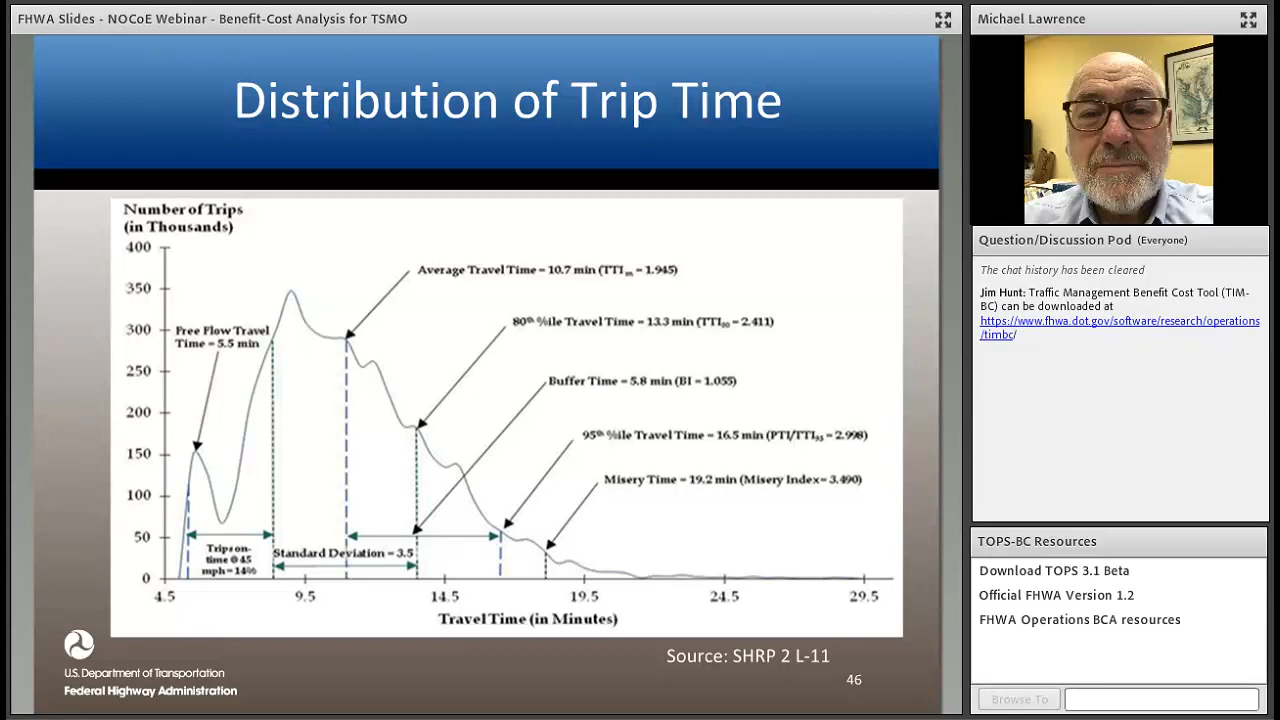 FHWA Slides - NOCoE Webinar - Benefit-Cost Analysis for TSMO
Distribution of Trip Time
Number of Trips
(in Thousands)
400
350
300
250
200
150
100
50
0
4.5
9.5
14.5
19.5
24.5
29.5
Travel Time (in Minutes)
Free Flow Travel
Time = 5.5 min
Average Travel Time = 10.7 min (TTIm = 1.945)
80th %ile Travel Time = 13.3 min (TTI80 = 2.411)
Buffer Time = 5.8 min (BI = 1.055)
95th %ile Travel Time = 16.5 min (PTI/TTI95 = 2.998)
Misery Time = 19.2 min (Misery Index= 3.490)
Trips on-
time @ 45
mph= 14%
Standard Deviation = 3.5
Source: SHRP 2 L-11
46
U.S. Department of Transportation
Federal Highway Administration
Michael Lawrence
Question/Discussion Pod (Everyone)
The chat history has been cleared
Jim Hunt: Traffic Management Benefit Cost Tool (TIM-
BC) can be downloaded at
https://www.fhwa.dot.gov/software/research/operations
/timbc/
TOPS-BC Resources
Download TOPS 3.1 Beta
Official FHWA Version 1.2
FHWA Operations BCA resources
Browse To